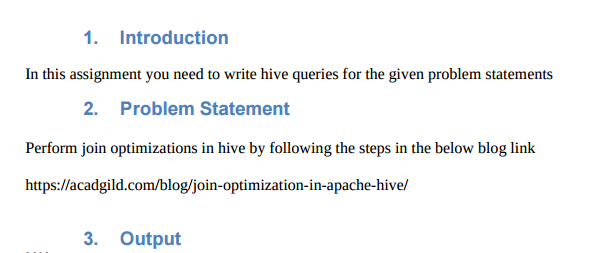 1. Introduction
In this assignment you need to write hive queries for the given problem statements
2. Problem Statement
Perform join optimizations in hive by following the steps in the below blog link
https://acadgild.com/blog/join-optimization-in-apache-hive/
3. Output